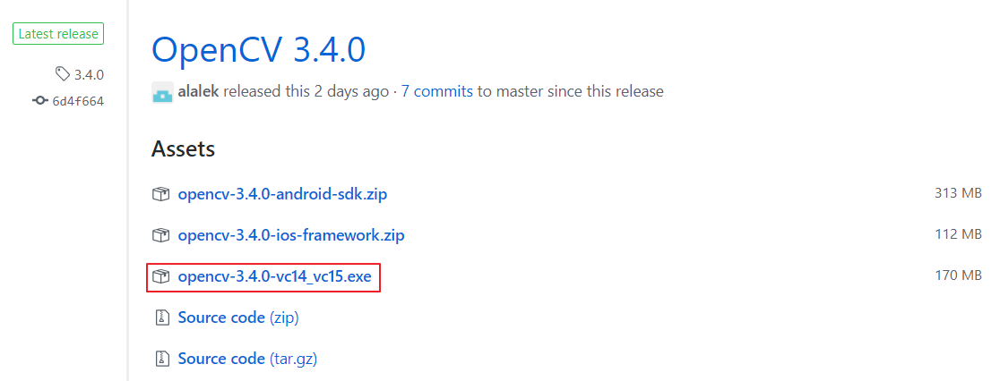 Latest release
3.4.0
6d4f664
OpenCV 3.4.0
alalek released this 2 days ago · 7 commits to master since this release
Assets
opencv-3.4.0-android-sdk.zip 313 MB
opencv-3.4.0-ios-framework.zip 112 MB
opencv-3.4.0-vc14_vc15.exe 170 MB
Source code (zip)
Source code (tar.gz)